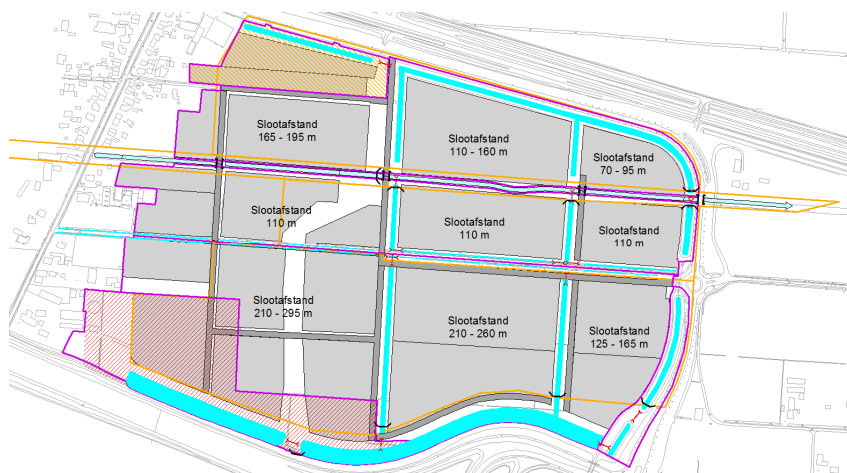 Slootafstand
165 - 195 m
Slootafstand
110 - 160 m
Slootafstand
70 - 95 m
Slootafstand
110 m
Slootafstand
110 m
Slootafstand
110 m
Slootafstand
210 - 295 m
Slootafstand
210 - 260 m
Slootafstand
125 - 165 m